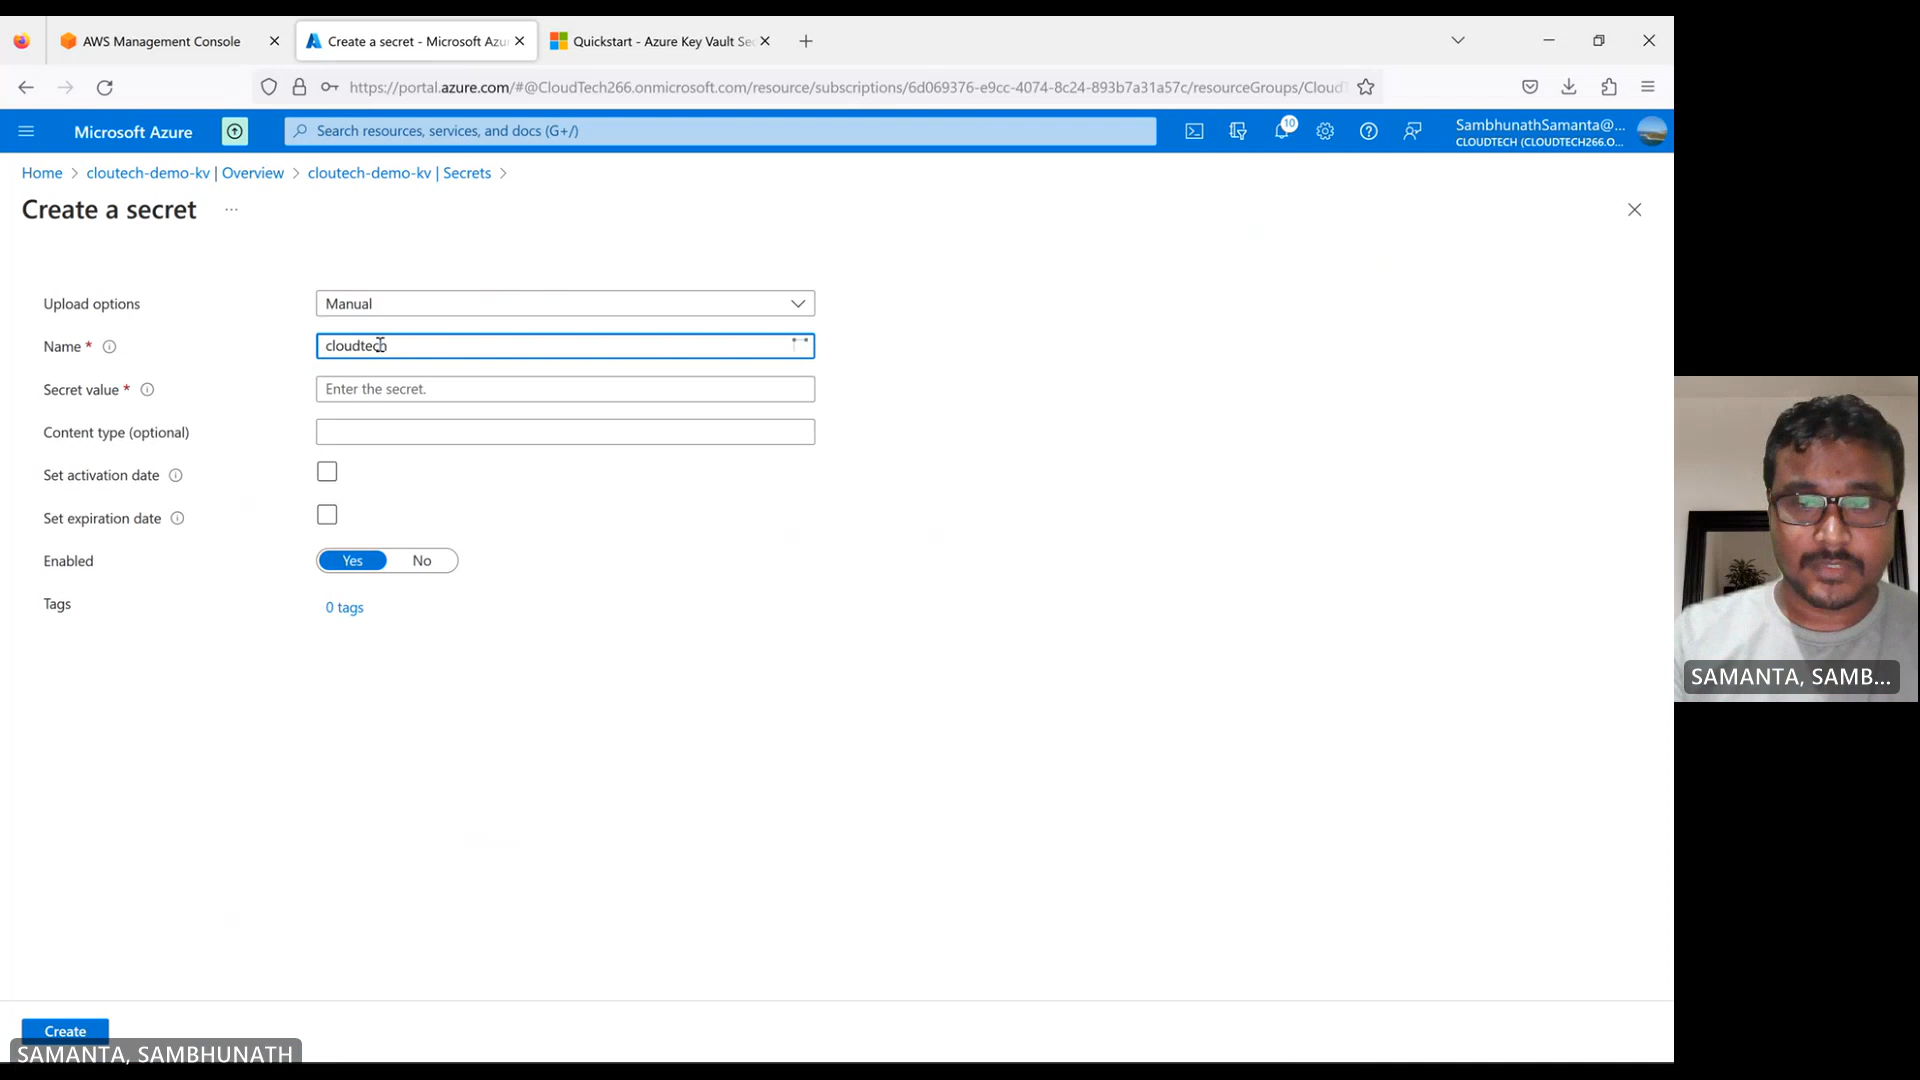 AWS Management Console
Create a secret - Microsoft Azu
Quickstart - Azure Key Vault Sec
https://portal.azure.com/#@CloudTech266.onmicrosoft.com/resource/subscriptions/6d069376-e9cc-4074-8c24-893b7a31a57c/resourceGroups/CloudT
Microsoft Azure
Search resources, services, and docs (G+/)
10
SambhunathSamanta@...
CLOUDTECH (CLOUDTECH266.O...
Home > cloutech-demo-kv | Overview > cloutech-demo-kv | Secrets >
Create a secret ...
Upload options
Manual
Name *
cloudtech
Secret value *
Enter the secret.
Content type (optional)
Set activation date
Set expiration date
Enabled
Yes No
Tags
0 tags
SAMANTA, SAMB...
Create
SAMANTA, SAMBHUNATH